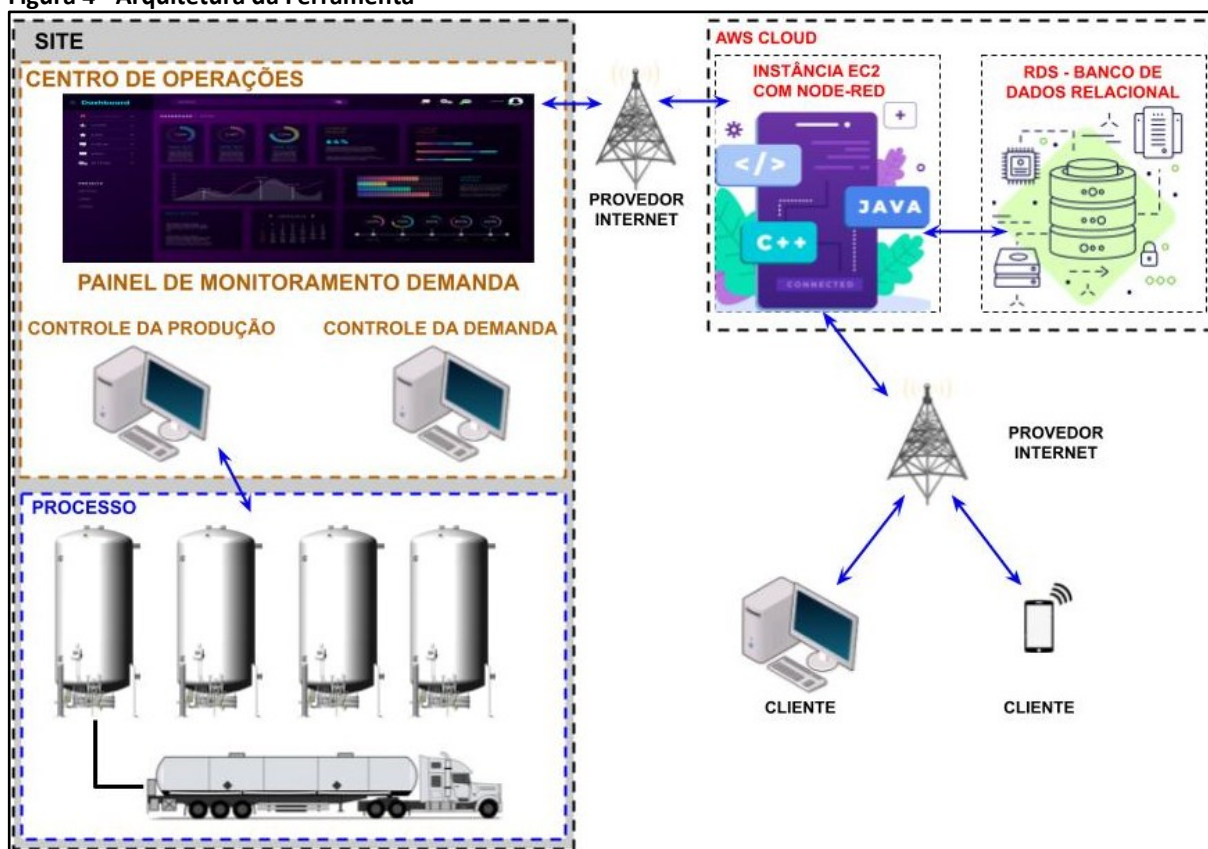 Figura 4 - Arquitetura da Ferramenta
SITE
CENTRO DE OPERAÇÕES
Dashboard
PAINEL DE MONITORAMENTO DEMANDA
CONTROLE DA PRODUÇÃO
CONTROLE DA DEMANDA
PROCESSO
PROVEDOR
INTERNET
AWS CLOUD
INSTÂNCIA EC2
COM NODE-RED
</>
JAVA
C++
CONNECTED
RDS - BANCO DE
DADOS RELACIONAL
PROVEDOR
INTERNET
CLIENTE
CLIENTE